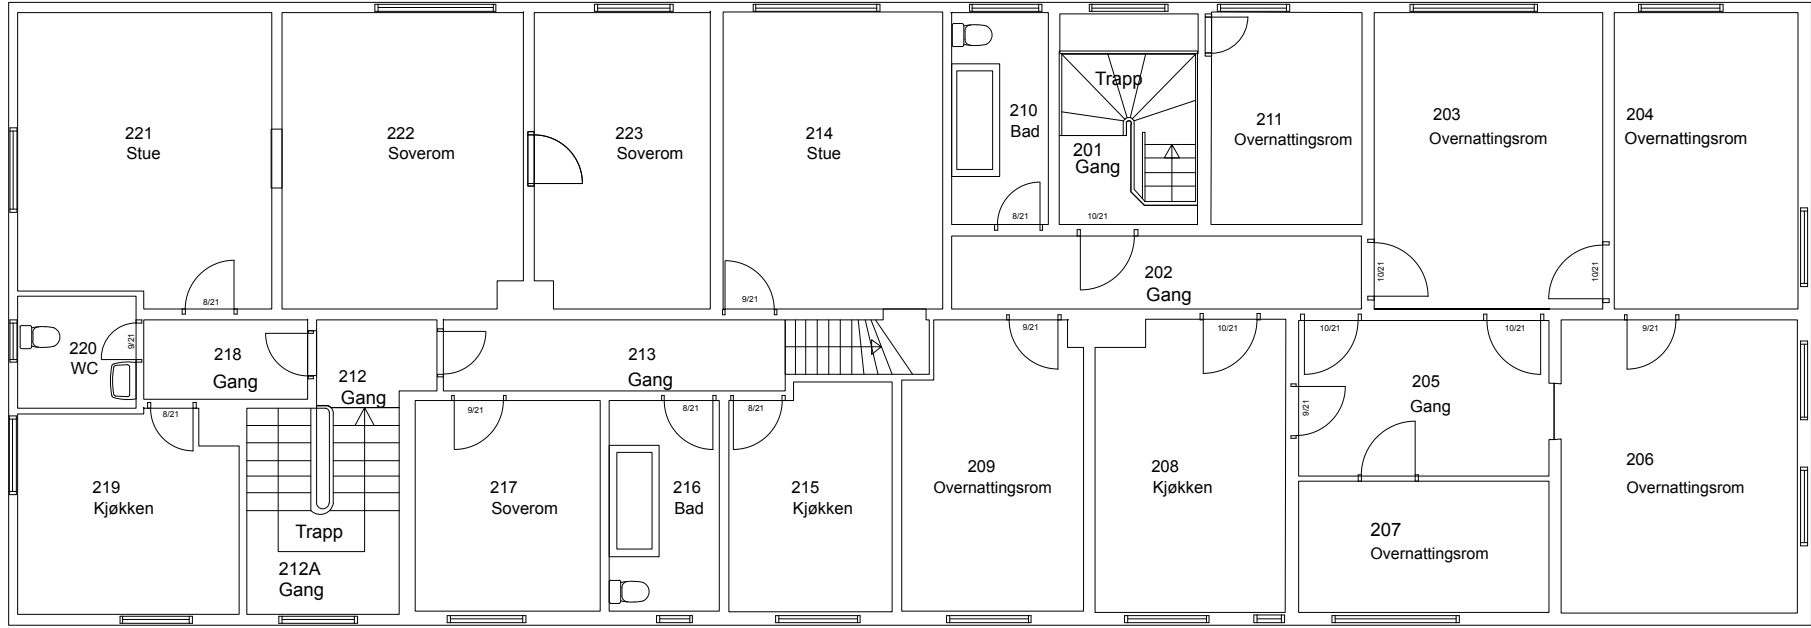 221
Stue
222
Soverom
223
Soverom
214
Stue
210
Bad
Trapp
201
Gang
211
Overnattingsrom
203
Overnattingsrom
204
Overnattingsrom
8/21
10/21
202
Gang
10/21
10/21
8/21
9/21
220
WC
9/21
218
Gang
212
Gang
213
Gang
9/21
10/21
10/21
10/21
9/21
205
Gang
9/21
8/21
9/21
8/21
8/21
219
Kjøkken
Trapp
212A
Gang
217
Soverom
216
Bad
215
Kjøkken
209
Overnattingsrom
208
Kjøkken
207
Overnattingsrom
206
Overnattingsrom